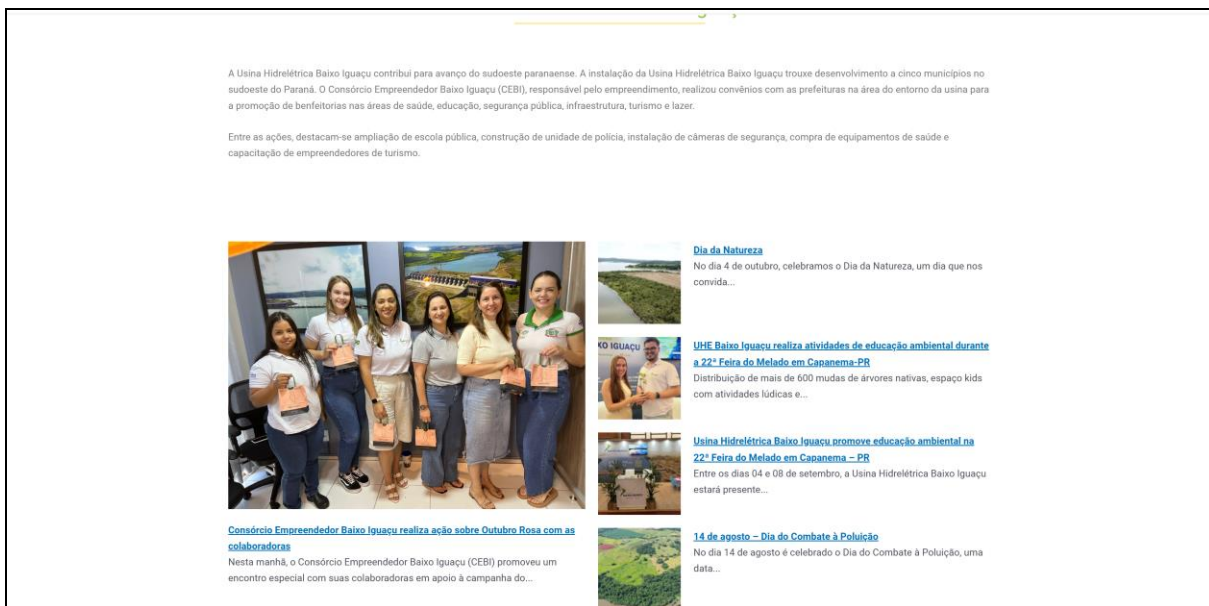 A Usina Hidrelétrica Baixo Iguaçu contribui para avanço do sudoeste paranaense. A instalação da Usina Hidrelétrica Baixo Iguaçu trouxe desenvolvimento a cinco municípios no
sudoeste do Paraná. O Consórcio Empreendedor Baixo Iguaçu (CEBI), responsável pelo empreendimento, realizou convênios com as prefeituras na área do entorno da usina para
a promoção de benfeitorias nas áreas de saúde, educação, segurança pública, infraestrutura, turismo e lazer.
Entre as ações, destacam-se ampliação de escola pública, construção de unidade de polícia, instalação de câmeras de segurança, compra de equipamentos de saúde e
capacitação de empreendedores de turismo.
Consórcio Empreendedor Baixo Iguaçu realiza ação sobre Outubro Rosa com as
colaboradoras
Nesta manhã, o Consórcio Empreendedor Baixo Iguaçu (CEBI) promoveu um
encontro especial com suas colaboradoras em apoio à campanha do...
Dia da Natureza
No dia 4 de outubro, celebramos o Dia da Natureza, um dia que nos
convida...
XO IGUAÇU
UHE Baixo Iguaçu realiza atividades de educação ambiental durante
a 22ª Feira do Melado em Capanema-PR
Distribuição de mais de 600 mudas de árvores nativas, espaço kids
com atividades lúdicas e...
Usina Hidrelétrica Baixo Iguaçu promove educação ambiental na
22ª Feira do Melado em Capanema – PR
Entre os dias 04 e 08 de setembro, a Usina Hidrelétrica Baixo Iguaçu
estará presente...
14 de agosto – Dia do Combate à Poluição
No dia 14 de agosto é celebrado o Dia do Combate à Poluição, uma
data...